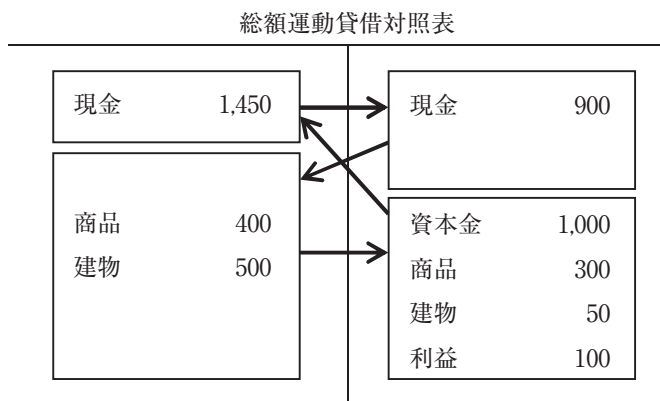 総額運動貸借対照表
現金 1,450
商品 400
建物 500
現金 900
資本金 1,000
商品 300
建物 50
利益 100